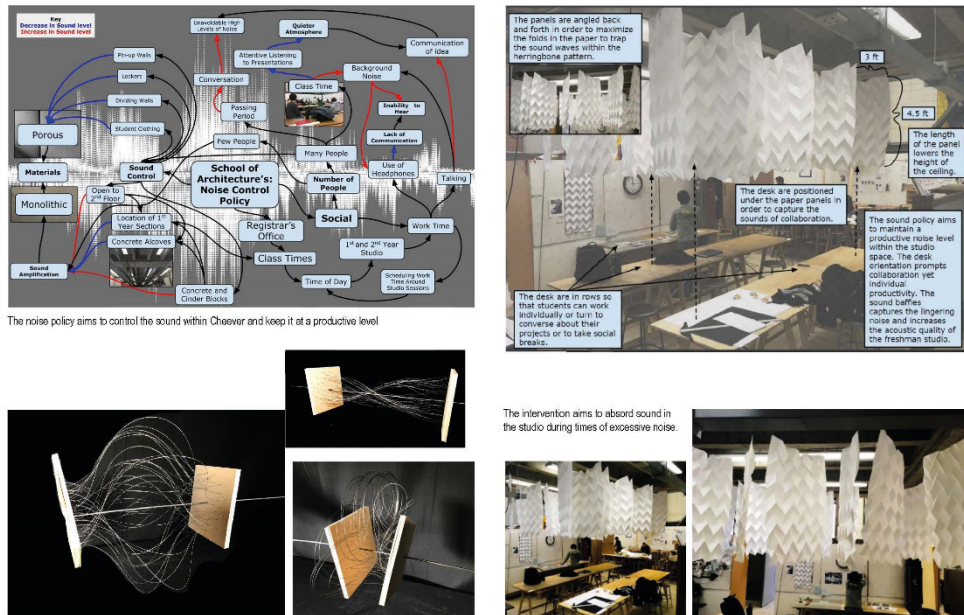 Key
Decrease in Sound level
Increase in Sound level
Unavoidable High
Levels of Noise
Quieter
Atmosphere
Communication
of Idea
Pin-up Walls
Attentive Listening
to Presentations
Lockers
Conversation
Background
Noise
Class Time
Dividing Walls
Passing
Period
Inability to
Hear
Porous
Student Clothing
Lack of
Communication
Few People
Many People
Materials
Sound
Control
School of
Architecture's:
Noise Control
Policy
Number of
People
Use of
Headphones
Talking
Open to
2nd Floor
Monolithic
Location of 1st
Year Sections
Social
Registrar's
Office
Work Time
Concrete Alcoves
1st and 2nd Year
Studio
Class Times
Sound
Amplification
Time of Day
Scheduling Work
Time Around
Studio Sessions
Concrete and
Cinder Blocks
The noise policy aims to control the sound within Cheever and keep it at a productive level
The panels are angled back
and forth in order to maximize
the folds in the paper to trap
the sound waves within the
herringbone pattern.
3 ft
4.5 ft
The length
of the panel
lowers the
height of
the ceiling.
The desk are positioned
under the paper panels in
order to capture the
sounds of collaboration.
The sound policy aims
to maintain a
productive noise level
within the studio
space. The desk
orientation prompts
collaboration yet
individual
productivity. The
sound baffles
captures the lingering
noise and increases
the acoustic quality of
the freshman studio.
The desk are in rows so
that students can work
individually or turn to
converse about their
projects or to take social
breaks.
The intervention aims to absord sound in
the studio during times of excessive noise.